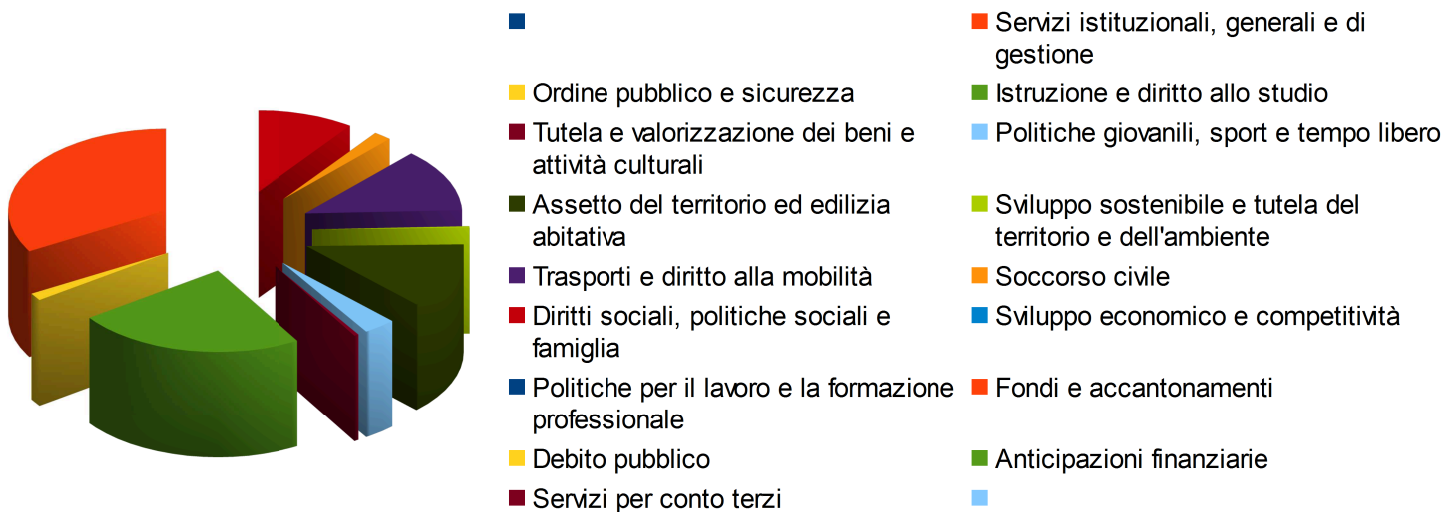 Servizi istituzionali, generali e di
gestione
Ordine pubblico e sicurezza
Istruzione e diritto allo studio
Tutela e valorizzazione dei beni e
attività culturali
Politiche giovanili, sport e tempo libero
Assetto del territorio ed edilizia
abitativa
Sviluppo sostenibile e tutela del
territorio e dell'ambiente
Trasporti e diritto alla mobilità
Soccorso civile
Diritti sociali, politiche sociali e
famiglia
Sviluppo economico e competitività
Politiche per il lavoro e la formazione
professionale
Fondi e accantonamenti
Debito pubblico
Anticipazioni finanziarie
Servizi per conto terzi